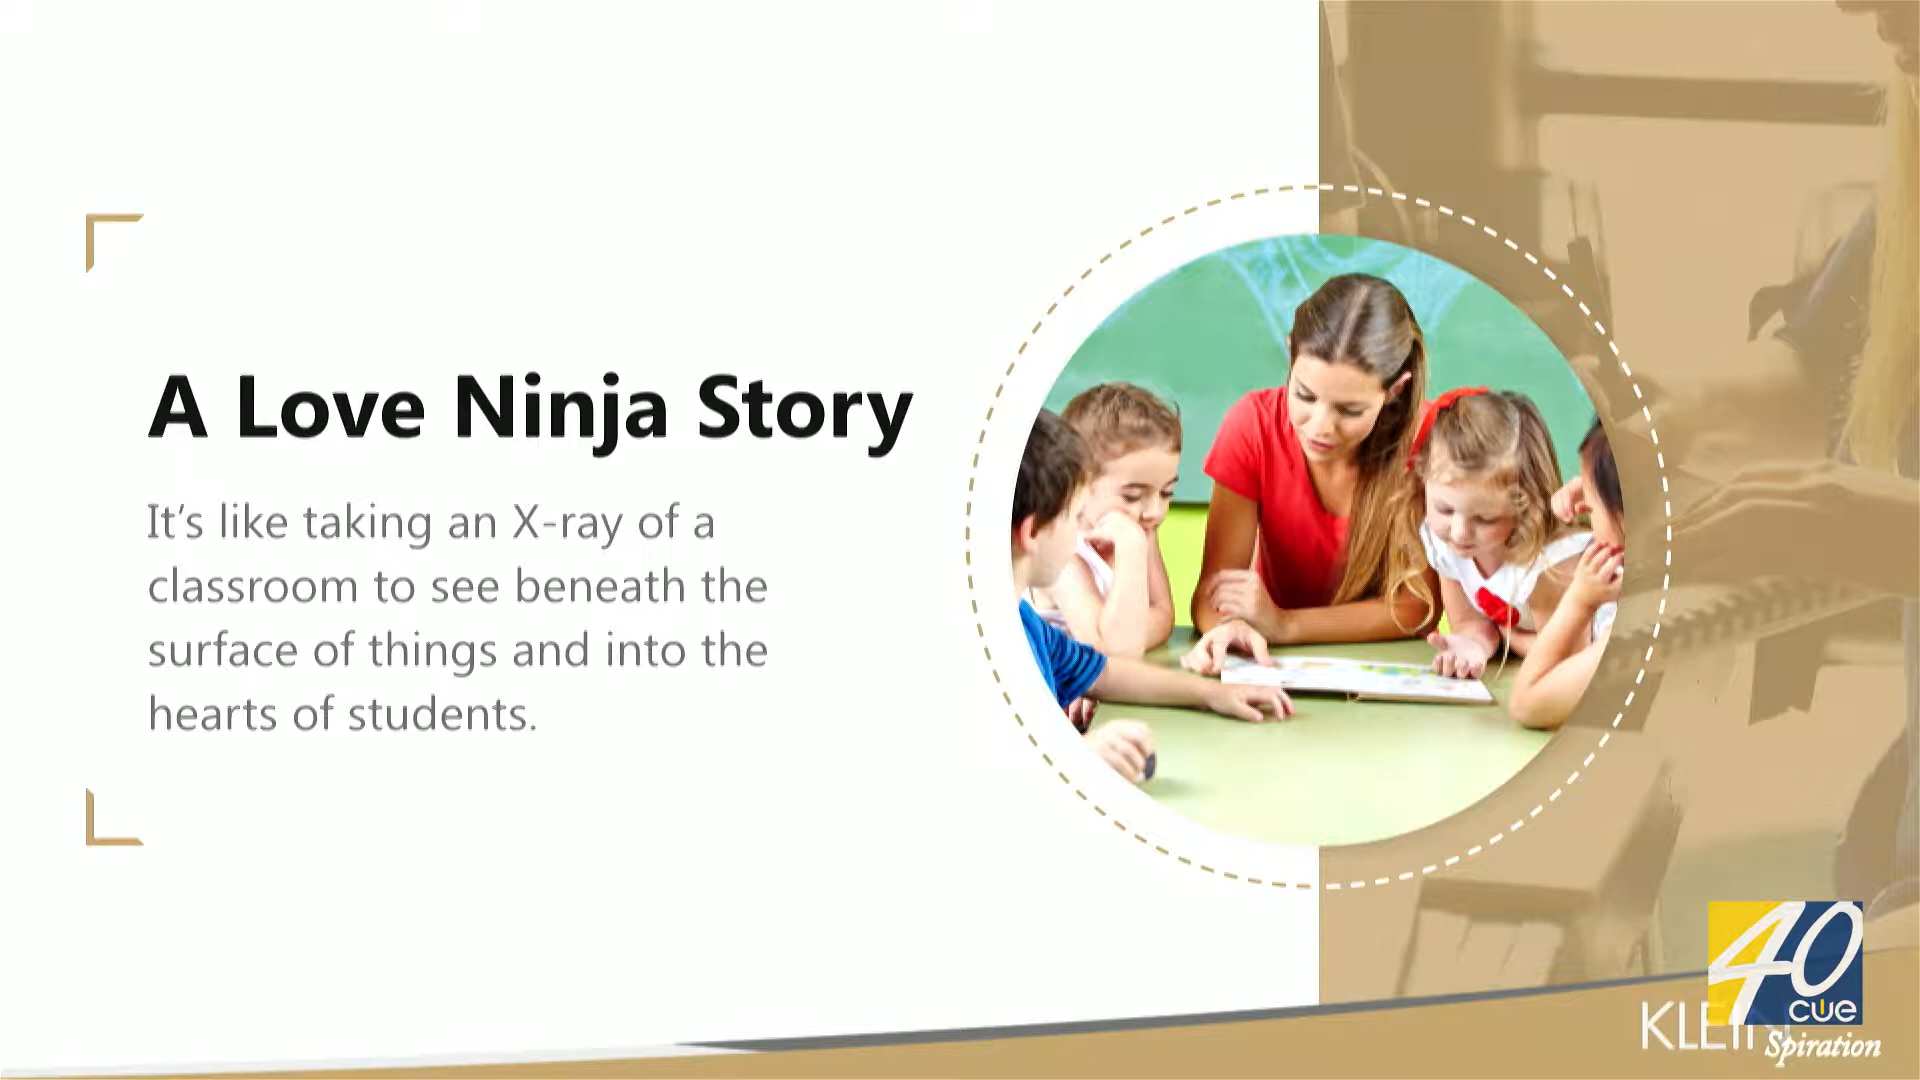 A Love Ninja Story
It's like taking an X-ray of a
classroom to see beneath the
surface of things and into the
hearts of students.
40
cue
Spiration